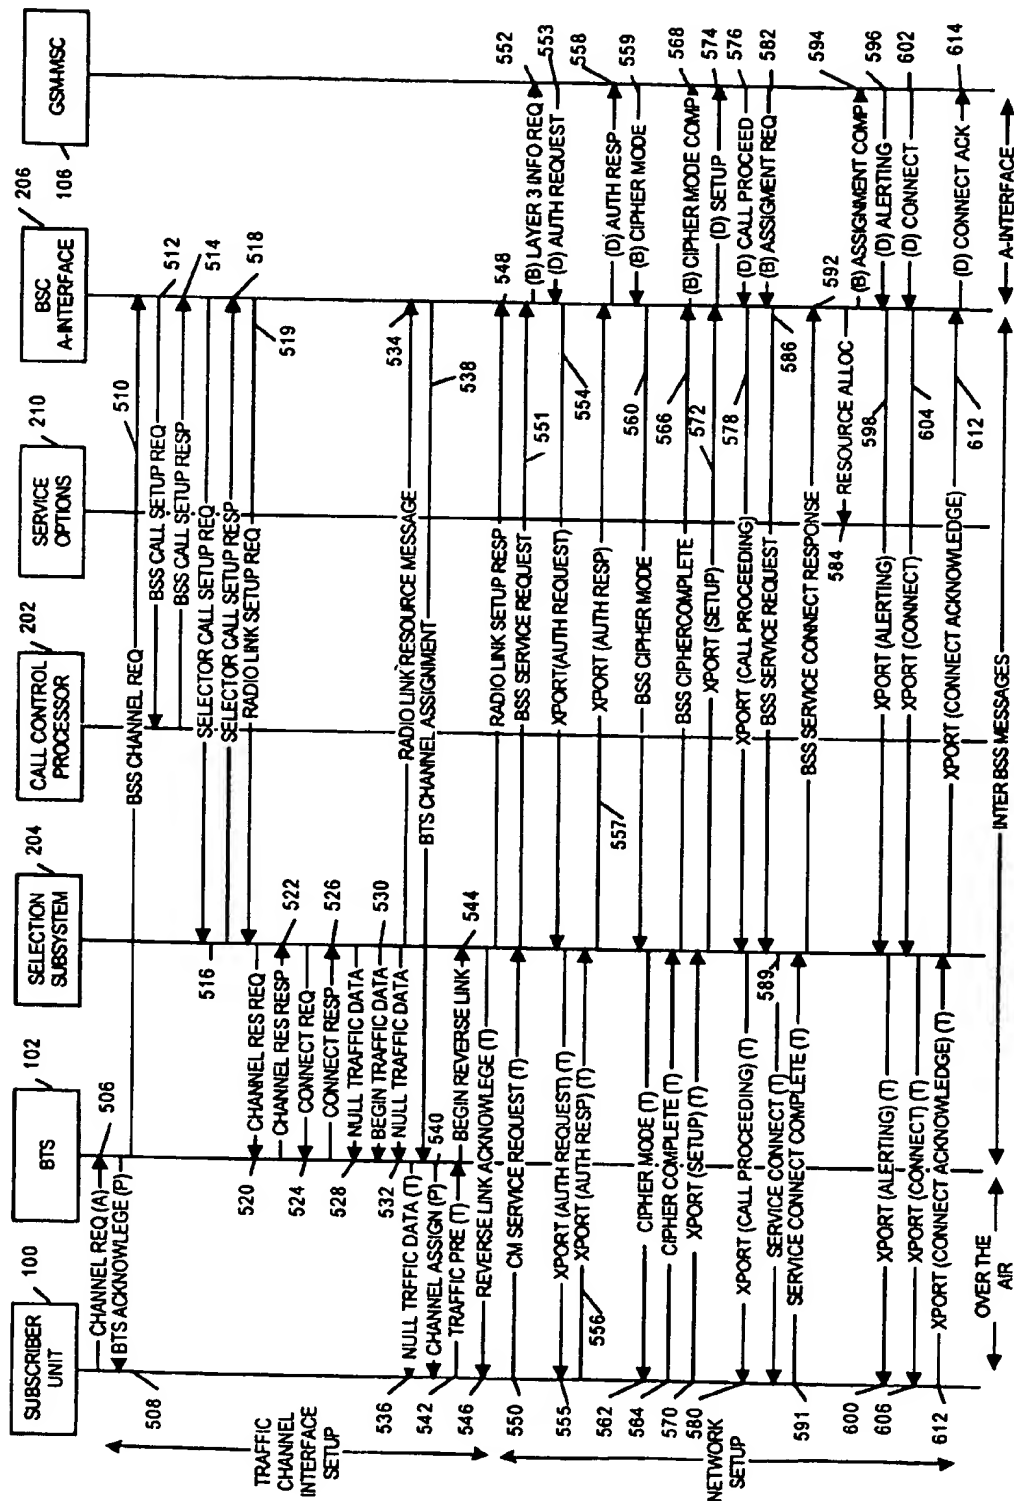 SUBSCRIBER UNIT
100
BTS
102
SELECTION SUBSYSTEM
204
CALL CONTROL PROCESSOR
202
SERVICE OPTIONS
210
BSC A-INTERFACE
206
GSM-MSC
106
TRAFFIC CHANNEL INTERFACE SETUP
CHANNEL REQ (A)
506
BTS ACKNOWLEGE (P)
508
BSS CHANNEL REQ
510
BSS CALL SETUP REQ
512
BSS CALL SETUP RESP
514
SELECTOR CALL SETUP REQ
516
SELECTOR CALL SETUP RESP
518
RADIO LINK SETUP REQ
519
CHANNEL RES REQ
520
CHANNEL RES RESP
522
CONNECT REQ
524
CONNECT RESP
526
NULL TRAFFIC DATA
528
BEGIN TRAFFIC DATA
530
NULL TRAFFIC DATA
532
RADIO LINK RESOURCE MESSAGE
534
NULL TRFFIC DATA (T)
536
BTS CHANNEL ASSIGNMENT
538
CHANNEL ASSIGN (P)
540
542
TRAFFIC PRE (T)
BEGIN REVERSE LINK
544
REVERSE LINK ACKNOWLEGE (T)
546
RADIO LINK SETUP RESP
548
NETWORK SETUP
CM SERVICE REQUEST (T)
550
BSS SERVICE REQUEST
551
(B) LAYER 3 INFO REQ
552
(D) AUTH REQUEST
553
XPORT(AUTH REQUEST)
554
XPORT (AUTH REQUEST) (T)
555
XPORT (AUTH RESP) (T)
556
XPORT (AUTH RESP)
557
(D) AUTH RESP
558
(B) CIPHER MODE
559
BSS CIPHER MODE
560
CIPHER MODE (T)
562
CIPHER COMPLETE (T)
564
BSS CIPHERCOMPLETE
566
(B) CIPHER MODE COMP
568
XPORT (SETUP) (T)
570
XPORT (SETUP)
572
(D) SETUP
574
(D) CALL PROCEED
576
XPORT (CALL PROCEEDING)
578
XPORT (CALL PROCEEDING) (T)
580
(B) ASSIGMENT REQ
582
BSS SERVICE REQUEST
586
SERVICE CONNECT (T)
589
SERVICE CONNECT COMPLETE (T)
591
BSS SERVICE CONNECT RESPONSE
592
RESOURCE ALLOC
584
(B) ASSIGNMENT COMP
594
(D) ALERTING
596
XPORT (ALERTING)
598
XPORT (ALERTING) (T)
600
(D) CONNECT
602
XPORT (CONNECT)
604
XPORT (CONNECT) (T)
606
XPORT (CONNECT ACKNOWLEDGE) (T)
612
XPORT (CONNECT ACKNOWLEDGE)
612
(D) CONNECT ACK
614
OVER THE AIR
INTER BSS MESSAGES
A-INTERFACE